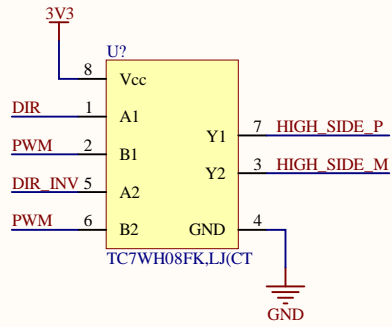 3V3
U?
8 Vcc
DIR 1 A1
Y1 7 HIGH_SIDE_P
PWM 2 B1
Y2 3 HIGH_SIDE_M
DIR_INV 5 A2
PWM 6 B2
GND 4
TC7WH08FK,LJ(CT
GND